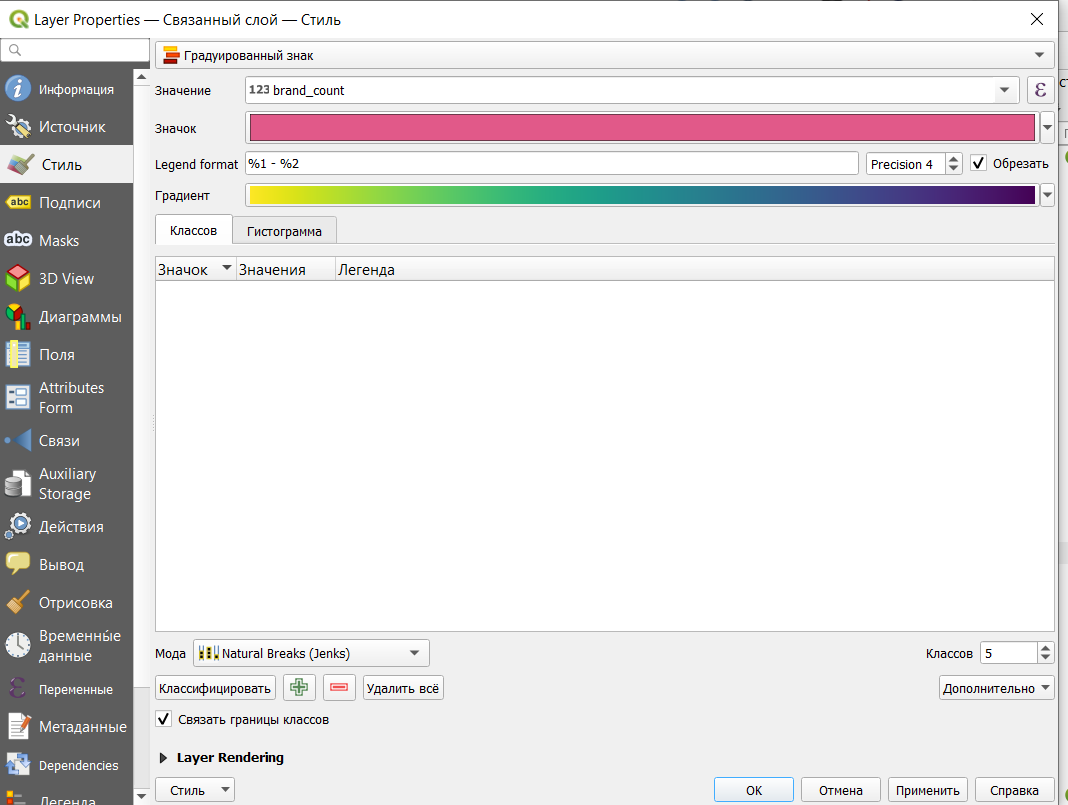 Layer Properties — Связанный слой — Стиль
Информация
Источник
Стиль
Подписи
Masks
3D View
Диаграммы
Поля
Attributes
Form
Связи
Auxiliary
Storage
Действия
Вывод
Отрисовка
Временны́е
данные
Переменные
Метаданные
Dependencies
Легенда
Градуированный знак
Значение 123 brand_count ε
Значок
Legend format %1 - %2 Precision 4 Обрезать
Градиент
Классов Гистограмма
Значок Значения Легенда
Мода Natural Breaks (Jenks) Классов 5
Классифицировать Удалить всё Дополнительно
Связать границы классов
Layer Rendering
Стиль OK Отмена Применить Справка